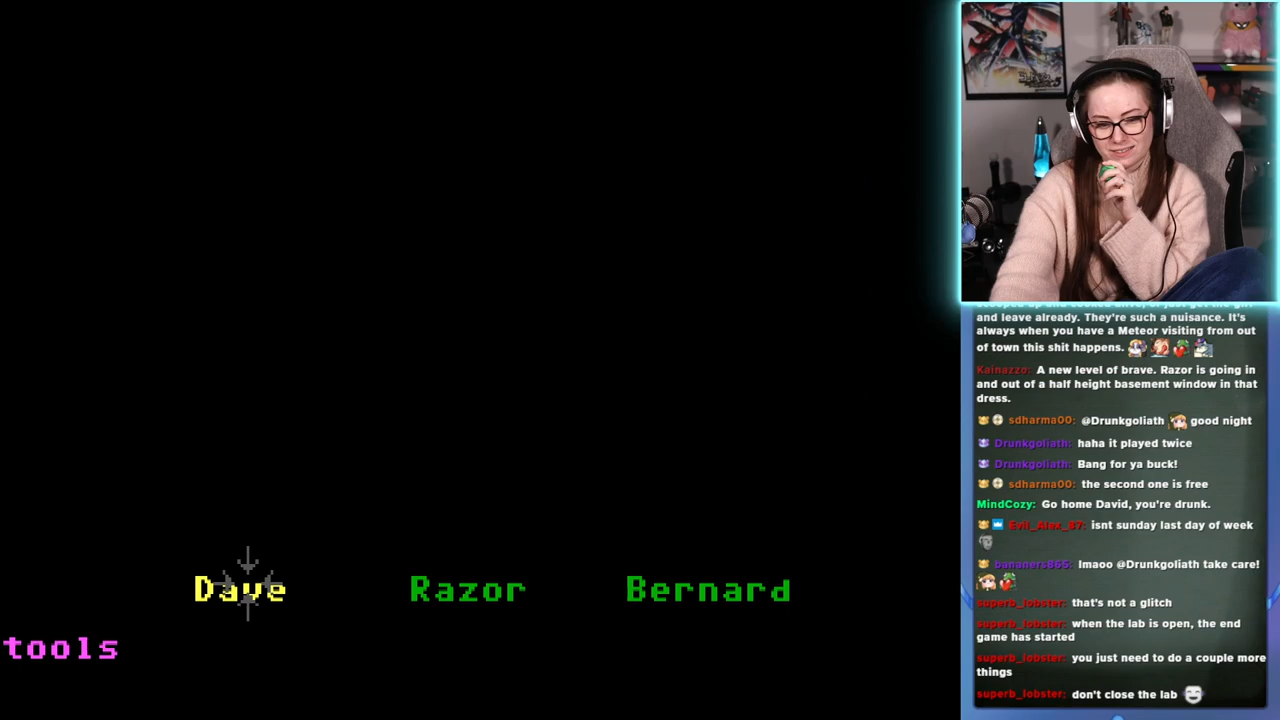 Dave Razor Bernard
tools
and leave already. They're such a nuisance. It's
always when you have a Meteor visiting from out
of town this shit happens.
Kainazzo: A new level of brave. Razor is going in
and out of a half height basement window in that
dress.
sdharma00: @Drunkgoliath good night
Drunkgoliath: haha it played twice
Drunkgoliath: Bang for ya buck!
sdharma00: the second one is free
MindCozy: Go home David, you're drunk.
Evil_Alex_87: isnt sunday last day of week
bananers855: lmaoo @Drunkgoliath take care!
superb_lobster: that's not a glitch
superb_lobster: when the lab is open, the end
game has started
superb_lobster: you just need to do a couple more
things
superb_lobster: don't close the lab